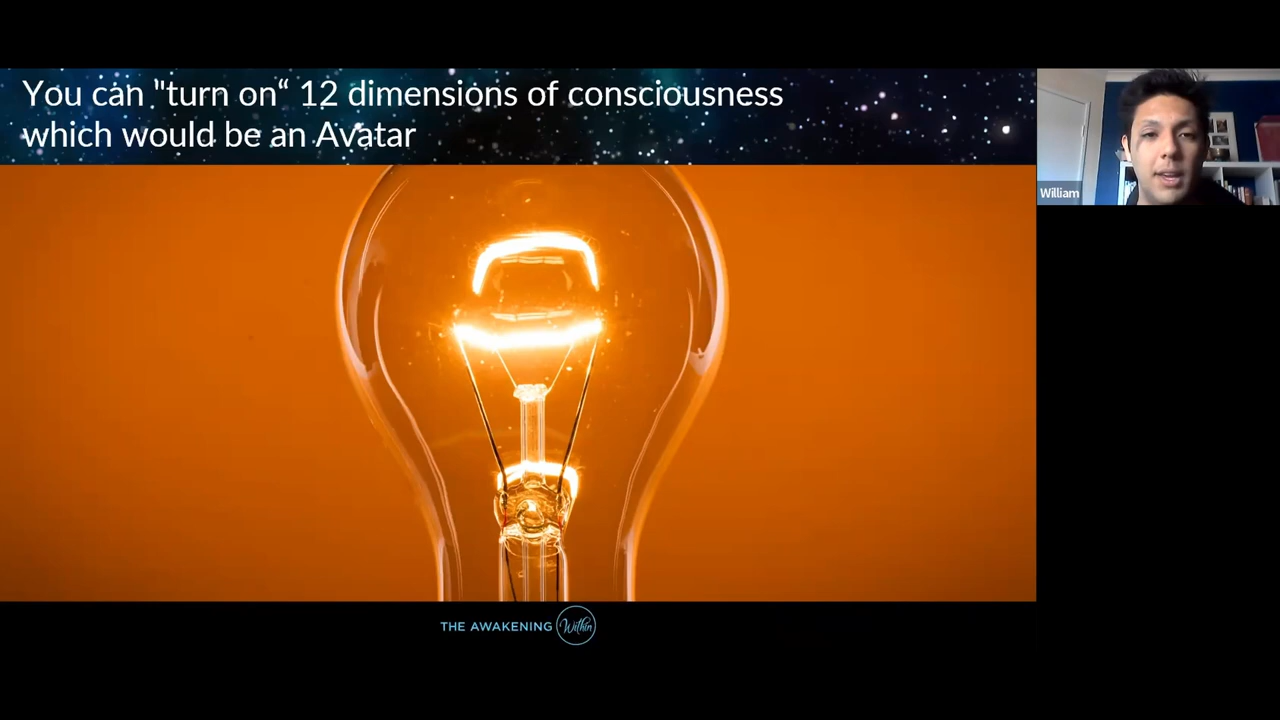 You can "turn on“ 12 dimensions of consciousness
which would be an Avatar
William
THE AWAKENING Within